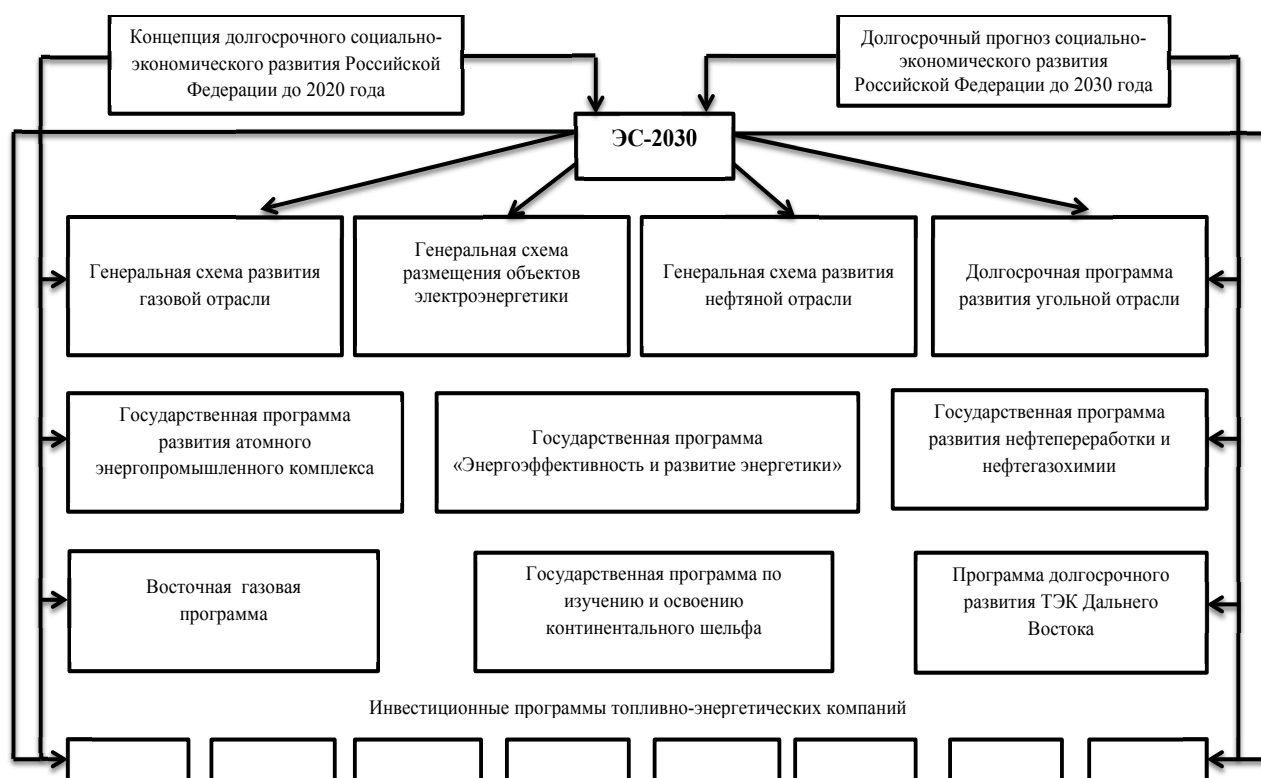 Концепция долгосрочного социально-
экономического развития Российской
Федерации до 2020 года
Долгосрочный прогноз социально-
экономического развития
Российской Федерации до 2030 года
ЭС-2030
Генеральная схема развития
газовой отрасли
Генеральная схема
размещения объектов
электроэнергетики
Генеральная схема развития
нефтяной отрасли
Долгосрочная программа
развития угольной отрасли
Государственная программа
развития атомного
энергопромышленного комплекса
Государственная программа
«Энергоэффективность и развитие энергетики»
Государственная программа
развития нефтепереработки и
нефтегазохимии
Восточная газовая
программа
Государственная программа по
изучению и освоению
континентального шельфа
Программа долгосрочного
развития ТЭК Дальнего
Востока
Инвестиционные программы топливно-энергетических компаний